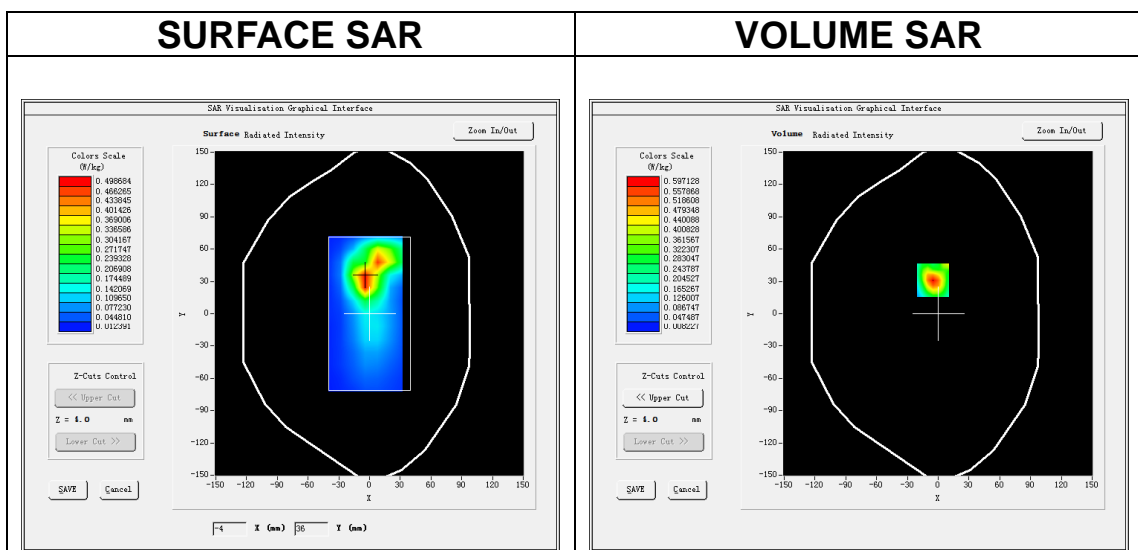 SURFACE SAR
VOLUME SAR
SAR Visualisation Graphical Interface
Surface Radiated Intensity
Zoom In/Out
Colors Scale
(W/kg)
0.498684
0.466265
0.433845
0.401426
0.369006
0.336586
0.304167
0.271747
0.239328
0.206908
0.174489
0.142069
0.109650
0.077230
0.044810
0.012391
Z-Cuts Control
<< Upper Cut
Z = 4.0 mm
Lower Cut >>
SAVE
Cancel
150
120
90
60
30
0
-30
-60
-90
-120
-150
Y
-150 -120 -90 -60 -30 0 30 60 90 120 150
X
-4 X (mm) 36 Y (mm)
SAR Visualisation Graphical Interface
Volume Radiated Intensity
Zoom In/Out
Colors Scale
(W/kg)
0.597128
0.557868
0.518608
0.479348
0.440088
0.400828
0.361567
0.322307
0.283047
0.243787
0.204527
0.165267
0.126007
0.086747
0.047487
0.008227
Z-Cuts Control
<< Upper Cut
Z = 4.0 mm
Lower Cut >>
SAVE
Cancel
150
120
90
60
30
0
-30
-60
-90
-120
-150
Y
-150 -120 -90 -60 -30 0 30 60 90 120 150
X